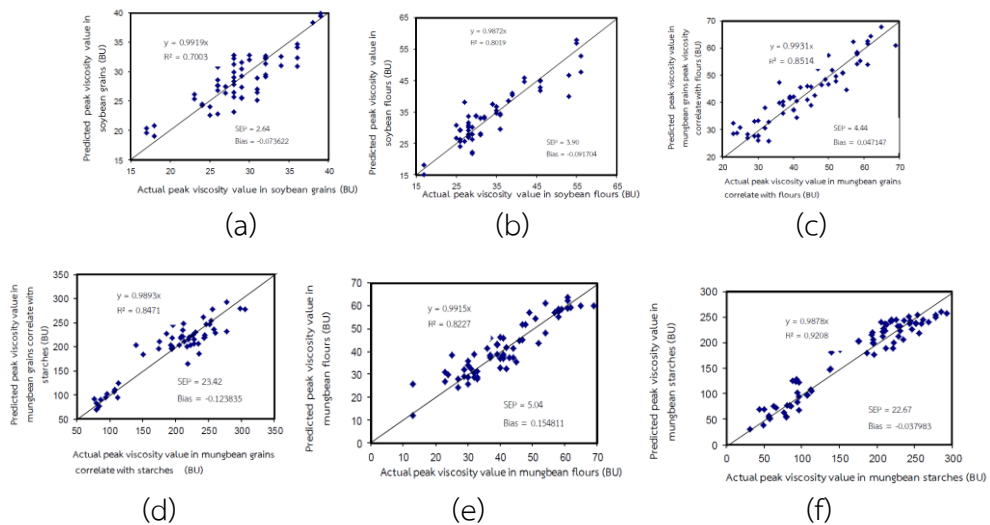 Predicted peak viscosity value in
soybean grains (BU)
40
35
30
25
20
15
y = 0.9919x
R² = 0.7003
SEP = 2.64
Bias = -0.073622
15 20 25 30 35 40
Actual peak viscosity value in soybean grains (BU)
(a)
Predicted peak viscosity value in
soybean flours (BU)
65
55
45
35
25
15
y = 0.9872x
R² = 0.8019
SEP = 3.90
Bias = -0.091704
15 25 35 45 55 65
Actual peak viscosity value in soybean flours (BU)
(b)
Predicted peak viscosity value in
mungbean grains peak viscosity
correlate with flours (BU)
70
60
50
40
30
20
y = 0.9931x
R² = 0.8514
SEP = 4.44
Bias = 0.047147
20 30 40 50 60 70
Actual peak viscosity value in mungbean grains
correlate with flours (BU)
(c)
Predicted peak viscosity value in
mungbean grains correlate with
starches (BU)
350
300
250
200
150
100
50
y = 0.9893x
R² = 0.8471
SEP = 23.42
Bias = -0.123835
50 100 150 200 250 300 350
Actual peak viscosity value in mungbean grains
correlate with starches (BU)
(d)
Predicted peak viscosity value in
mungbean flours (BU)
70
60
50
40
30
20
10
0
y = 0.9915x
R² = 0.8227
SEP = 5.04
Bias = 0.154811
0 10 20 30 40 50 60 70
Actual peak viscosity value in mungbean flours (BU)
(e)
Predicted peak viscosity value in
mungbean starches (BU)
300
250
200
150
100
50
0
y = 0.9878x
R² = 0.9208
SEP = 22.67
Bias = -0.037983
0 50 100 150 200 250 300
Actual peak viscosity value in mungbean starches (BU)
(f)